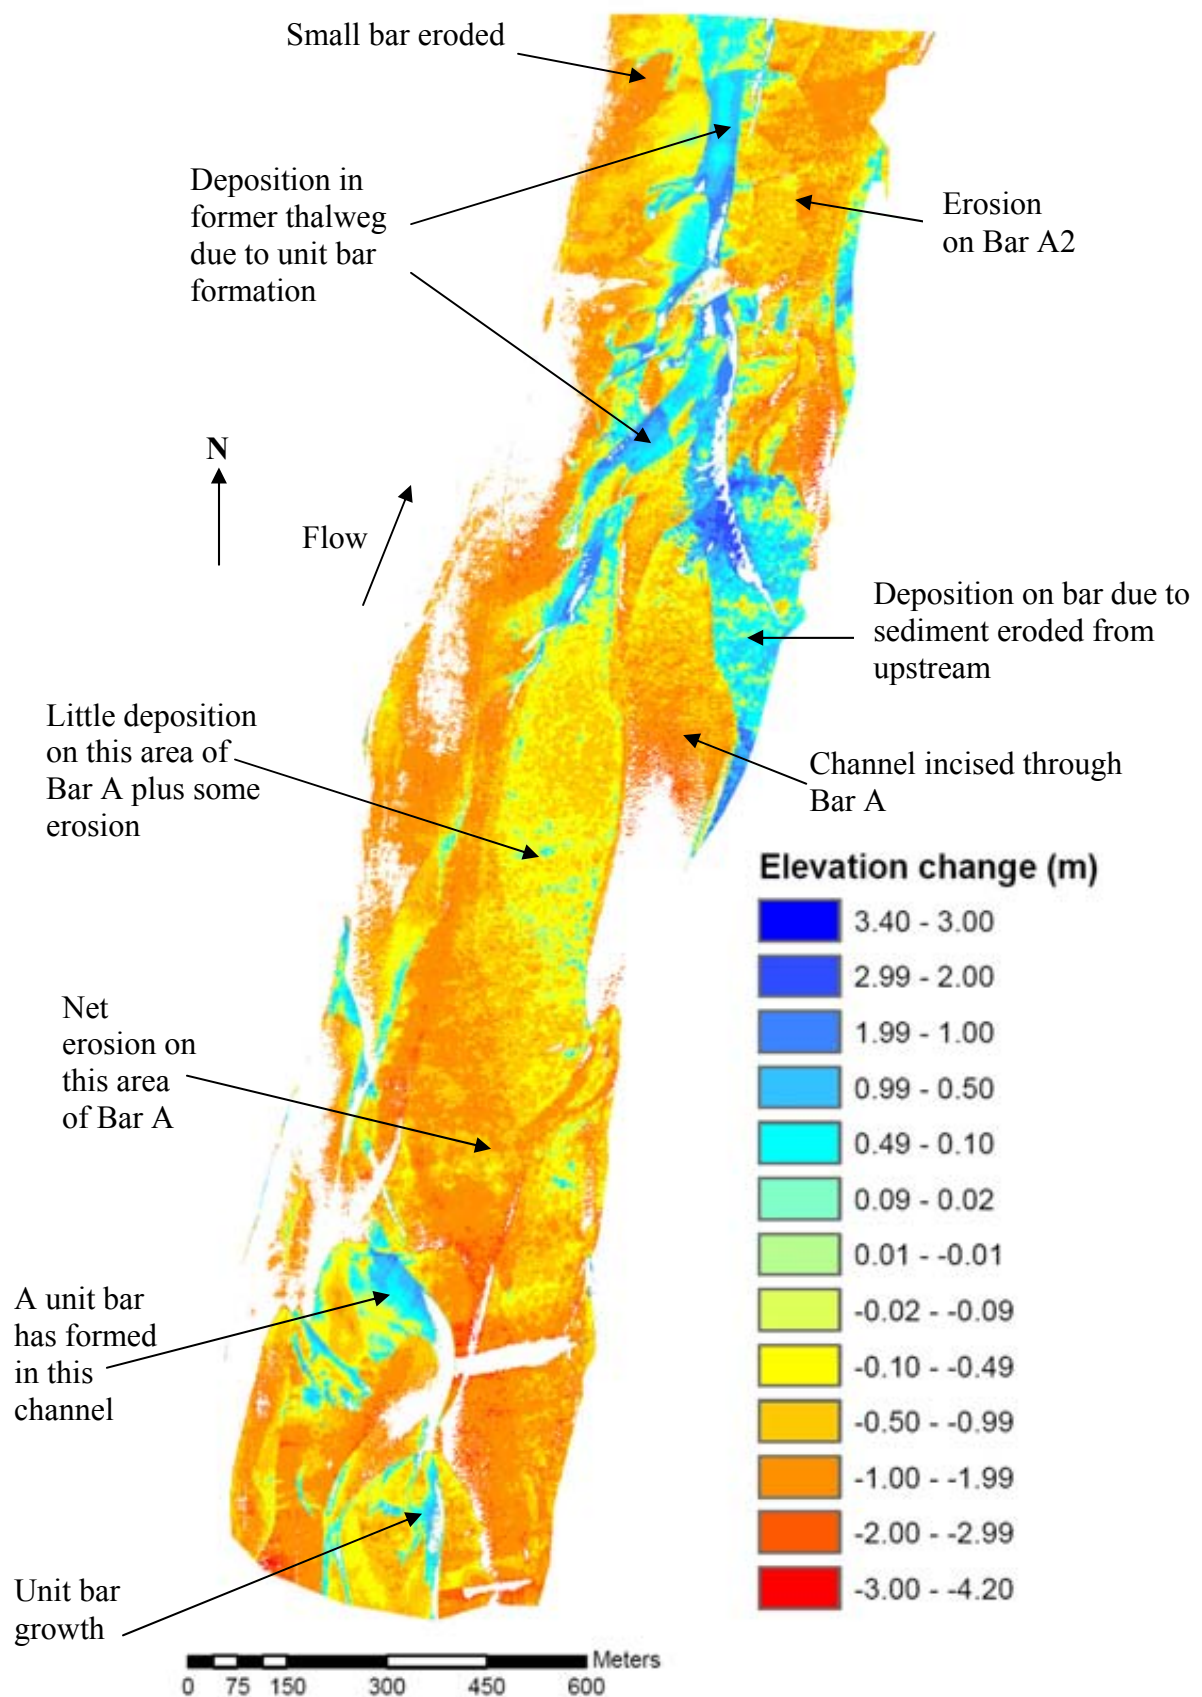 Small bar eroded
Deposition in
former thalweg
due to unit bar
formation
Erosion
on Bar A2
N
Flow
Deposition on bar due to
sediment eroded from
upstream
Little deposition
on this area of
Bar A plus some
erosion
Channel incised through
Bar A
Elevation change (m)
3.40 - 3.00
2.99 - 2.00
1.99 - 1.00
0.99 - 0.50
0.49 - 0.10
0.09 - 0.02
0.01 - -0.01
-0.02 - -0.09
-0.10 - -0.49
-0.50 - -0.99
-1.00 - -1.99
-2.00 - -2.99
-3.00 - -4.20
Net
erosion on
this area
of Bar A
A unit bar
has formed
in this
channel
Unit bar
growth
Meters
0 75 150 300 450 600